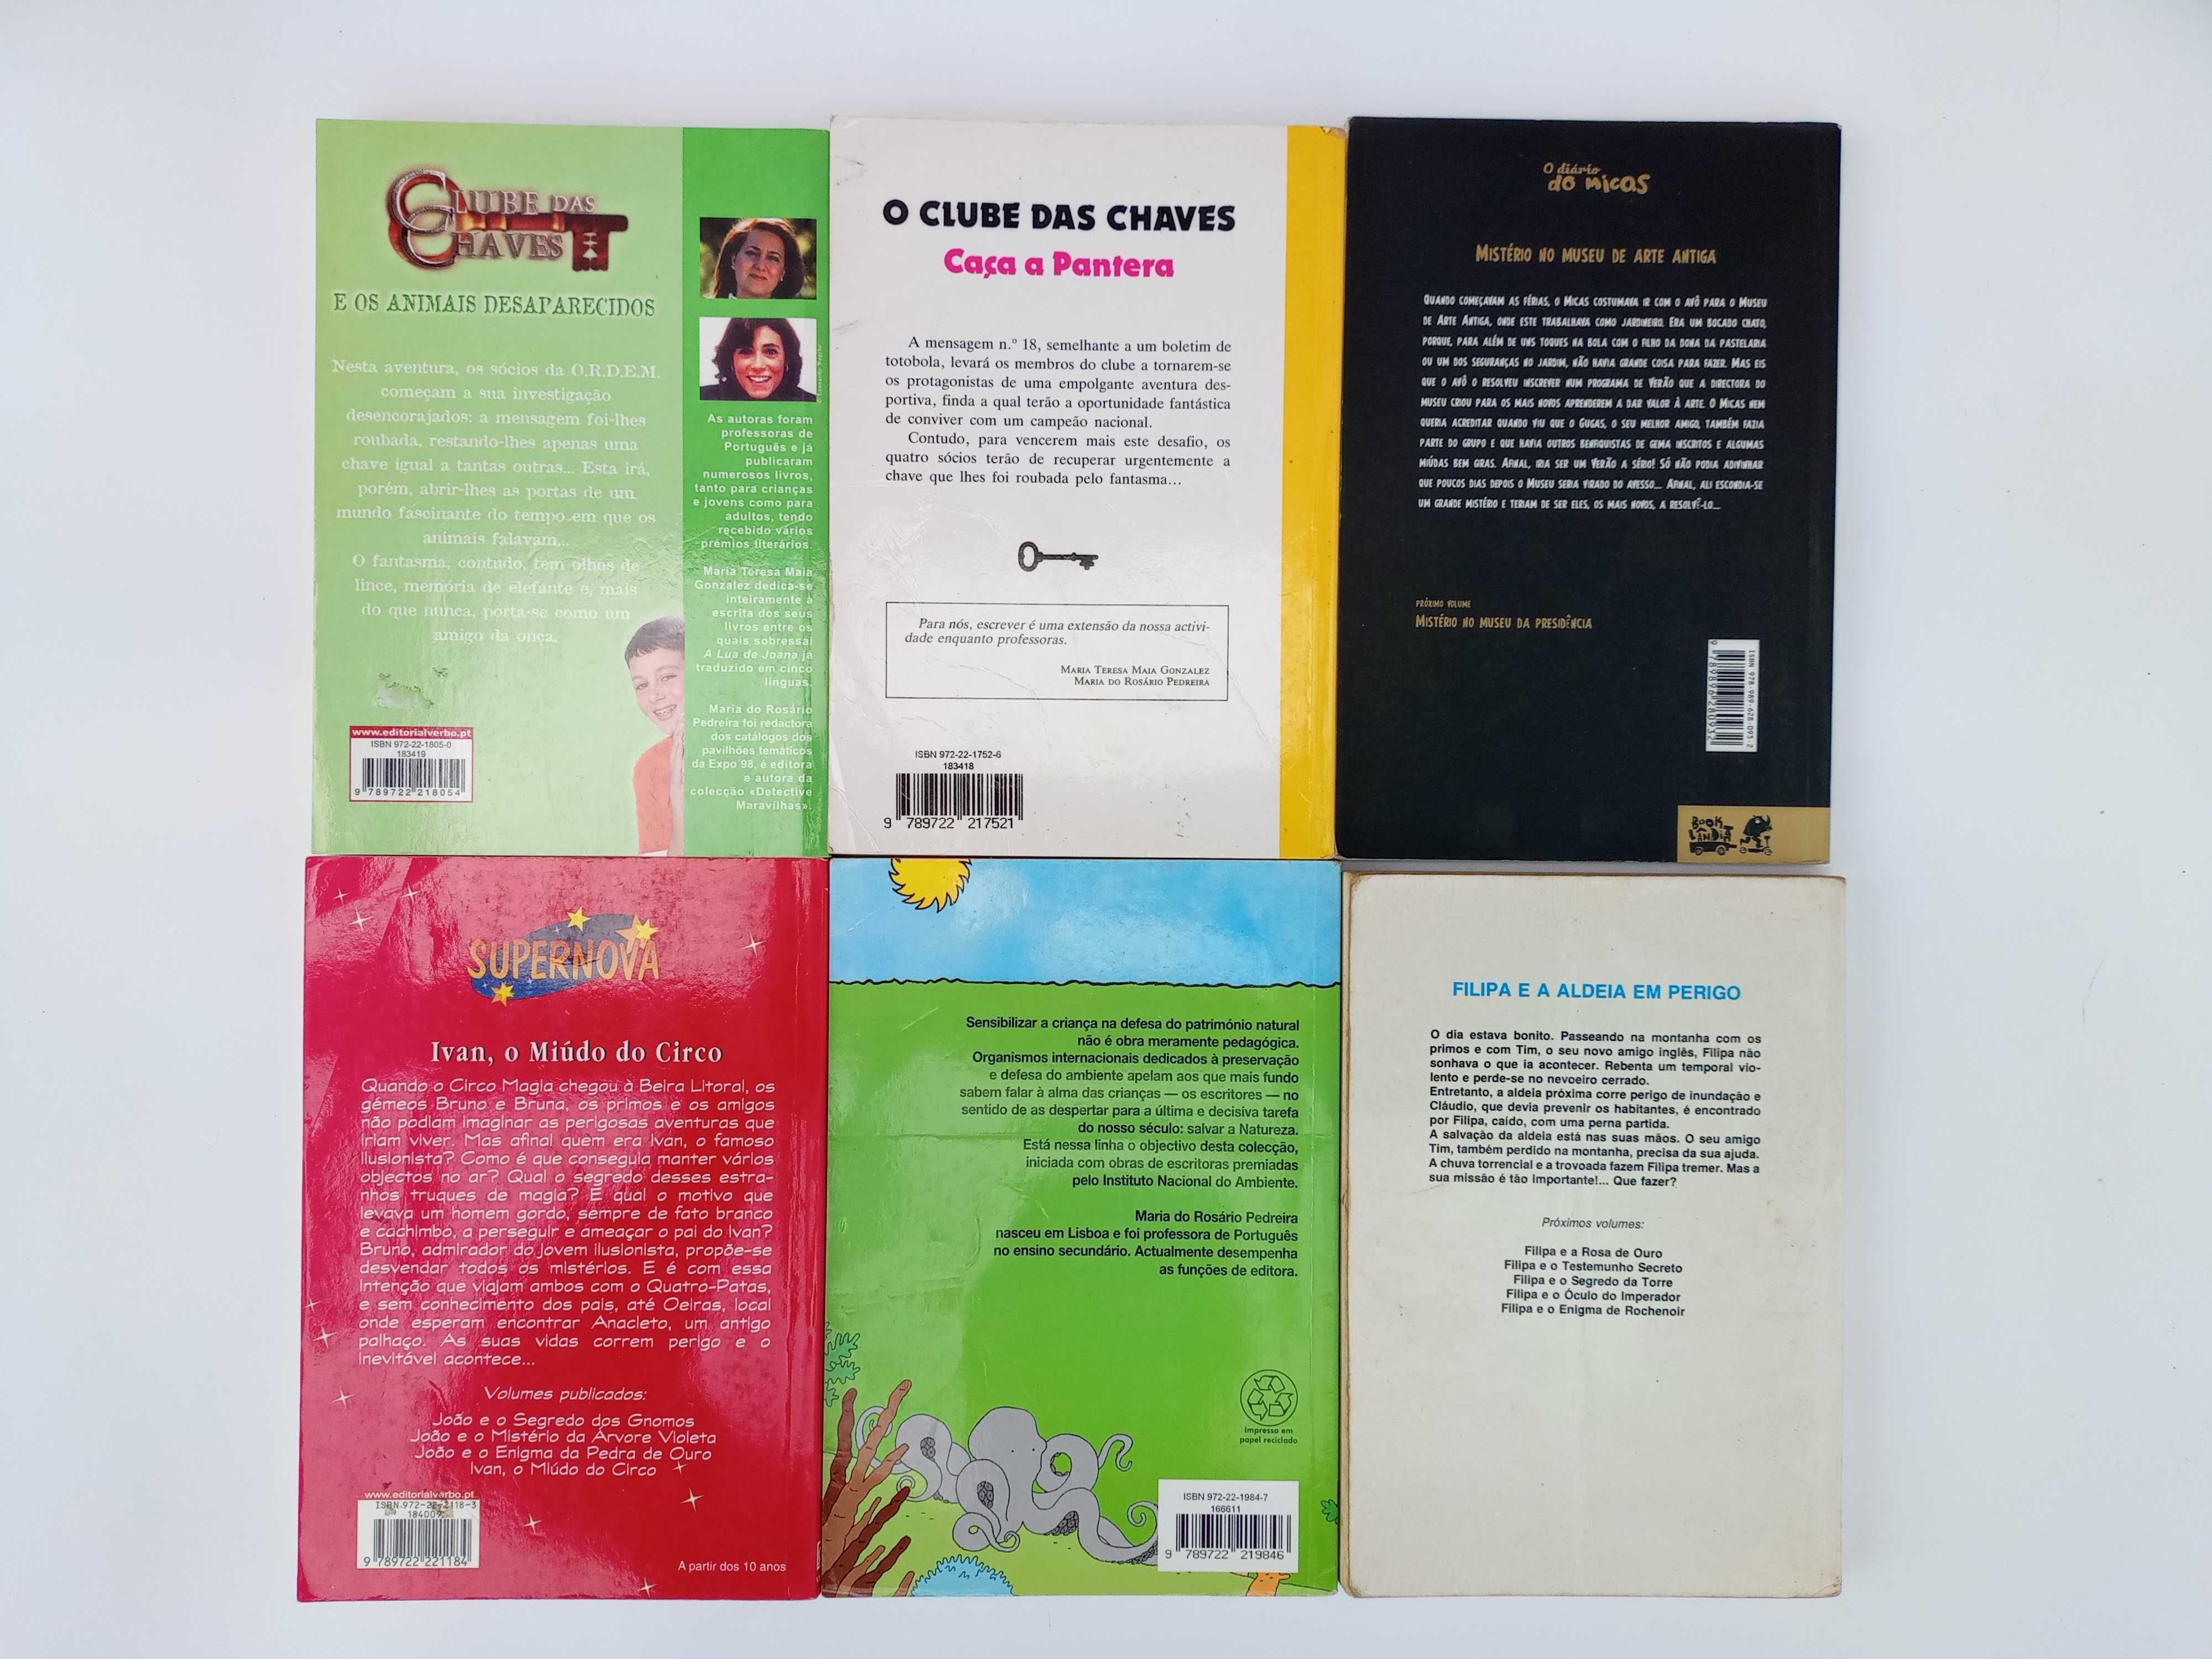 CLUBE DAS
CHAVES
E OS ANIMAIS DESAPARECIDOS
Nesta aventura, os sócios da O.R.D.E.M.
começam a sua investigação
desencorajados: a mensagem foi-lhes
roubada, restando-lhes apenas uma
chave igual a tantas outras... Esta irá,
porém, abrir-lhes as portas de um
mundo fascinante do tempo em que os
animais falavam...
O fantasma, contudo, tem olhos de
lince, memória de elefante e, mais
do que nunca, porta-se como um
amigo da onça.
www.editorialverbo.pt
ISBN 972-22-1805-0
183419
9 789722 218054
As autoras foram
professoras de
Português e já
publicaram
numerosos livros,
tanto para crianças
e jovens como para
adultos, tendo
recebido vários
prémios literários.
Maria Teresa Maia
Gonzalez dedica-se
inteiramente à
escrita dos seus
livros entre os
quais sobressai
A Lua de Joana já
traduzido em cinco
línguas.
Maria do Rosário
Pedreira foi redactora
dos catálogos dos
pavilhões temáticos
da Expo 98, é editora
e autora da
colecção «Detective
Maravilhas».
O CLUBE DAS CHAVES
Caça a Pantera
A mensagem n.º 18, semelhante a um boletim de
totobola, levará os membros do clube a tornarem-se
os protagonistas de uma empolgante aventura des-
portiva, finda a qual terão a oportunidade fantástica
de conviver com um campeão nacional.
Contudo, para vencerem mais este desafio, os
quatro sócios terão de recuperar urgentemente a
chave que lhes foi roubada pelo fantasma...
Para nós, escrever é uma extensão da nossa activi-
dade enquanto professoras.
MARIA TERESA MAIA GONZALEZ
MARIA DO ROSÁRIO PEDREIRA
ISBN 972-22-1752-6
183418
9 789722 217521
O diário
do micas
MISTÉRIO NO MUSEU DE ARTE ANTIGA
QUANDO COMEÇAVAM AS FÉRIAS, O MICAS COSTUMAVA IR COM O AVÔ PARA O MUSEU
DE ARTE ANTIGA, ONDE ESTE TRABALHAVA COMO JARDINEIRO. ERA UM BOCADO CHATO,
PORQUE, PARA ALÉM DE UNS TOQUES NA BOLA COM O FILHO DA DONA DA PASTELARIA
OU UM DOS SEGURANÇAS NO JARDIM, NÃO HAVIA GRANDE COISA PARA FAZER. MAS EIS
QUE O AVÔ O RESOLVEU INSCREVER NUM PROGRAMA DE VERÃO QUE A DIRECTORA DO
MUSEU CRIOU PARA OS MAIS NOVOS APRENDEREM A DAR VALOR À ARTE. O MICAS NEM
QUERIA ACREDITAR QUANDO VIU QUE O GUGAS, O SEU MELHOR AMIGO, TAMBÉM FAZIA
PARTE DO GRUPO E QUE HAVIA OUTROS BENFIQUISTAS DE GEMA INSCRITOS E ALGUMAS
MIÚDAS BEM GIRAS. AFINAL, IRIA SER UM VERÃO A SÉRIO! SÓ NÃO PODIA ADIVINHAR
QUE POUCOS DIAS DEPOIS O MUSEU SERIA VIRADO DO AVESSO... AFINAL, ALI ESCONDIA-SE
UM GRANDE MISTÉRIO E TERIAM DE SER ELES, OS MAIS NOVOS, A RESOLVÊ-LO...
PRÓXIMO VOLUME
MISTÉRIO NO MUSEU DA PRESIDÊNCIA
ISBN 978-989-628-093-2
9 789896 280932
BOOK
LÂNDIA
SUPERNOVA
Ivan, o Miúdo do Circo
Quando o Circo Magia chegou à Beira Litoral, os
gémeos Bruno e Bruna, os primos e os amigos
não podiam imaginar as perigosas aventuras que
iriam viver. Mas afinal quem era Ivan, o famoso
ilusionista? Como é que conseguia manter vários
objectos no ar? Qual o segredo desses estra-
nhos truques de magia? E qual o motivo que
levava um homem gordo, sempre de fato branco
e cachimbo, a perseguir e ameaçar o pai do Ivan?
Bruno, admirador do jovem ilusionista, propõe-se
desvendar todos os mistérios. E é com essa
intenção que viajam ambos com o Quatro-Patas,
e sem conhecimento dos pais, até Oeiras, local
onde esperam encontrar Anacleto, um antigo
palhaço. As suas vidas correm perigo e o
inevitável acontece...
Volumes publicados:
João e o Segredo dos Gnomos
João e o Mistério da Árvore Violeta
João e o Enigma da Pedra de Ouro
Ivan, o Miúdo do Circo
www.editorialverbo.pt
ISBN 972-22-2118-3
184009
9 789722 221184
A partir dos 10 anos
Sensibilizar a criança na defesa do património natural
não é obra meramente pedagógica.
Organismos internacionais dedicados à preservação
e defesa do ambiente apelam aos que mais fundo
sabem falar à alma das crianças — os escritores — no
sentido de as despertar para a última e decisiva tarefa
do nosso século: salvar a Natureza.
Está nessa linha o objectivo desta colecção,
iniciada com obras de escritoras premiadas
pelo Instituto Nacional do Ambiente.
Maria do Rosário Pedreira
nasceu em Lisboa e foi professora de Português
no ensino secundário. Actualmente desempenha
as funções de editora.
Impresso em
papel reciclado
ISBN 972-22-1984-7
166611
9 789722 219846
FILIPA E A ALDEIA EM PERIGO
O dia estava bonito. Passeando na montanha com os
primos e com Tim, o seu novo amigo inglês, Filipa não
sonhava o que ia acontecer. Rebenta um temporal vio-
lento e perde-se no nevoeiro cerrado.
Entretanto, a aldeia próxima corre perigo de inundação e
Cláudio, que devia prevenir os habitantes, é encontrado
por Filipa, caído, com uma perna partida.
A salvação da aldeia está nas suas mãos. O seu amigo
Tim, também perdido na montanha, precisa da sua ajuda.
A chuva torrencial e a trovoada fazem Filipa tremer. Mas a
sua missão é tão importante!... Que fazer?
Próximos volumes:
Filipa e a Rosa de Ouro
Filipa e o Testemunho Secreto
Filipa e o Segredo da Torre
Filipa e o Óculo do Imperador
Filipa e o Enigma de Rochenoir